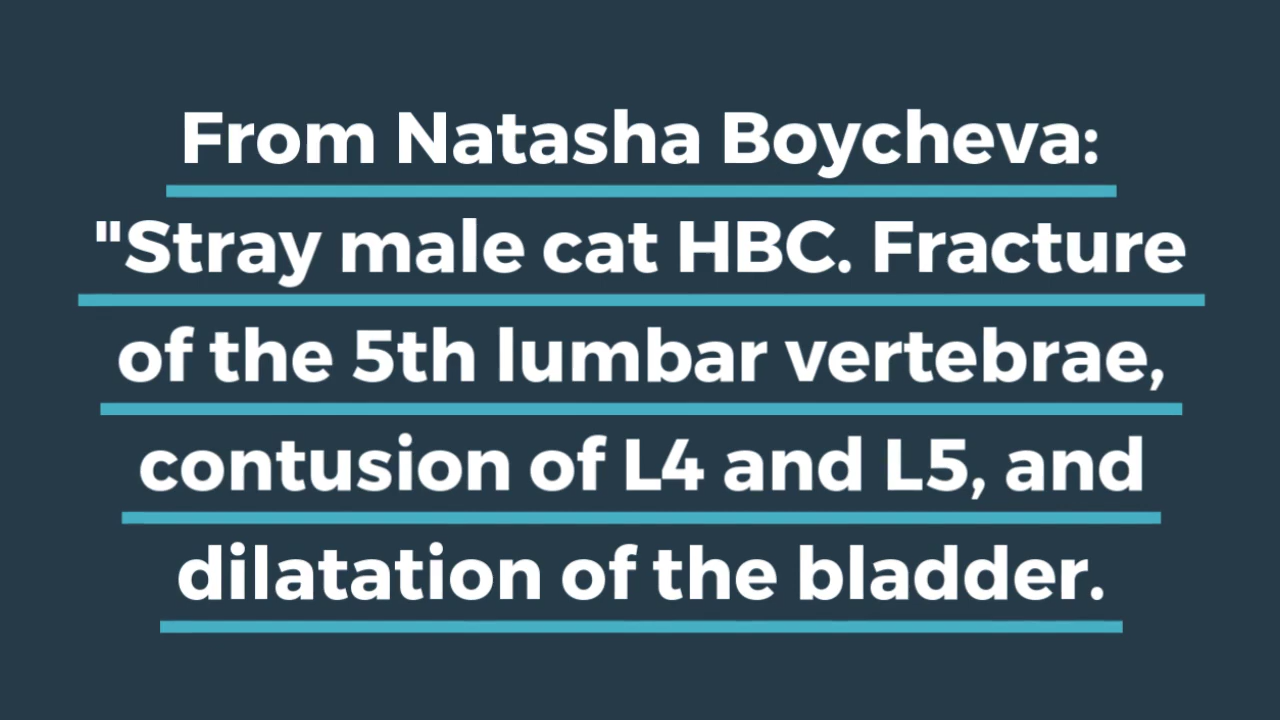 From Natasha Boycheva:
"Stray male cat HBC. Fracture
of the 5th lumbar vertebrae,
contusion of L4 and L5, and
dilatation of the bladder.